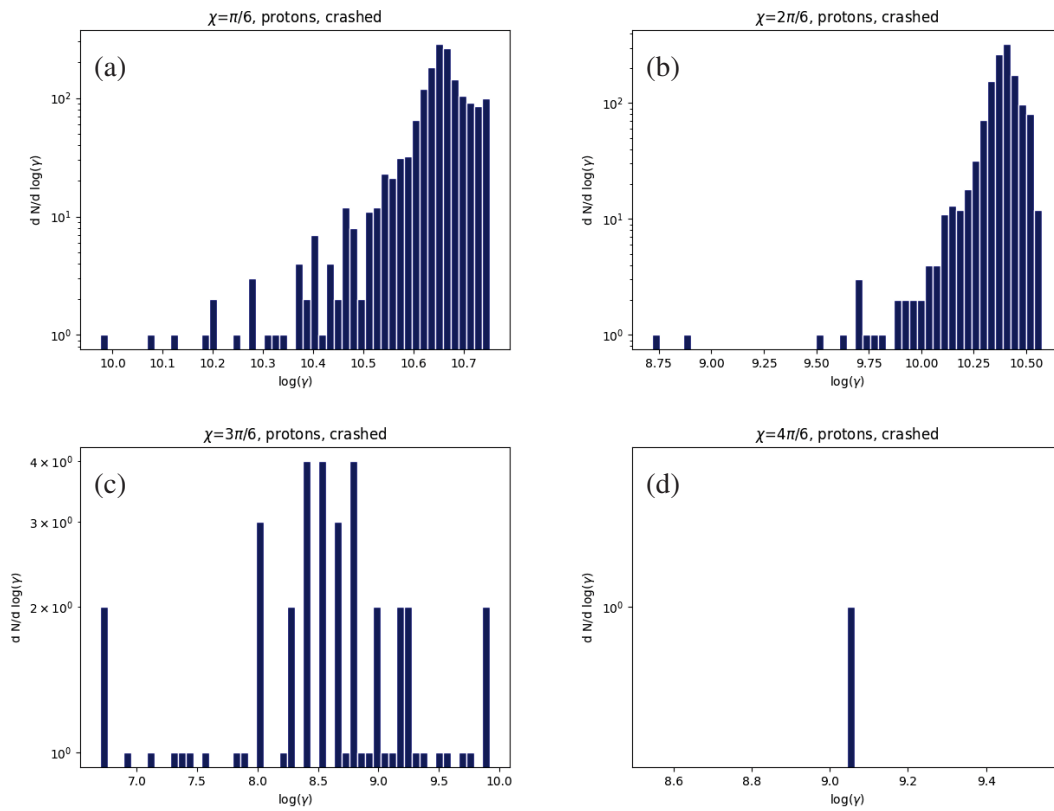 χ=π/6, protons, crashed
(a)
d N/d log(γ)
10²
10¹
10⁰
10.0 10.1 10.2 10.3 10.4 10.5 10.6 10.7
log(γ)
χ=2π/6, protons, crashed
(b)
d N/d log(γ)
10²
10¹
10⁰
8.75 9.00 9.25 9.50 9.75 10.00 10.25 10.50
log(γ)
χ=3π/6, protons, crashed
(c)
d N/d log(γ)
4 × 10⁰
3 × 10⁰
2 × 10⁰
10⁰
7.0 7.5 8.0 8.5 9.0 9.5 10.0
log(γ)
χ=4π/6, protons, crashed
(d)
d N/d log(γ)
10⁰
8.6 8.8 9.0 9.2 9.4
log(γ)